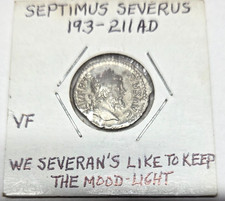 SEPTIMUS SEVERUS
193-211 AD
VF
WE SEVERAN'S LIKE TO KEEP
THE MOOD-LIGHT